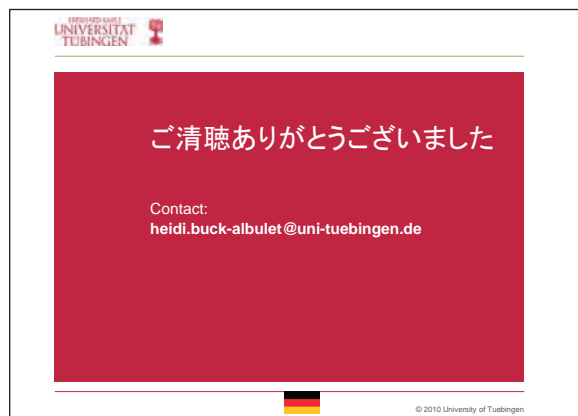 EBERHARD KARLS
UNIVERSITÄT
TÜBINGEN
ご清聴ありがとうございました
Contact:
heidi.buck-albulet@uni-tuebingen.de
© 2010 University of Tuebingen